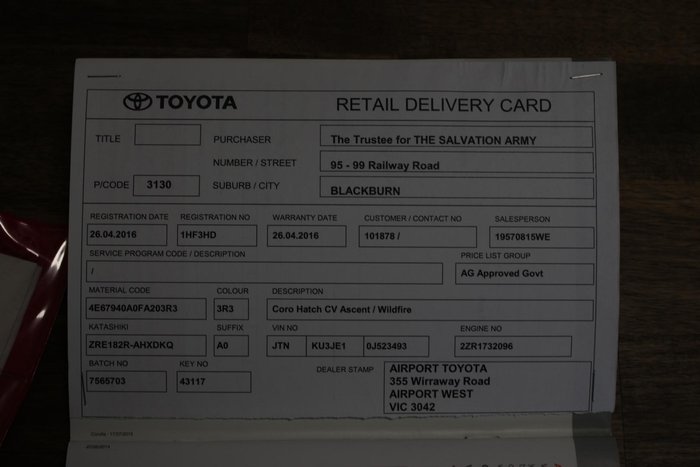 TOYOTA RETAIL DELIVERY CARD
TITLE PURCHASER The Trustee for THE SALVATION ARMY
NUMBER / STREET 95 - 99 Railway Road
P/CODE 3130 SUBURB / CITY BLACKBURN
REGISTRATION DATE REGISTRATION NO WARRANTY DATE CUSTOMER / CONTACT NO SALESPERSON
26.04.2016 1HF3HD 26.04.2016 101878 / 19570815WE
SERVICE PROGRAM CODE / DESCRIPTION PRICE LIST GROUP
/ AG Approved Govt
MATERIAL CODE COLOUR DESCRIPTION
4E67940A0FA203R3 3R3 Coro Hatch CV Ascent / Wildfire
KATASHIKI SUFFIX VIN NO ENGINE NO
ZRE182R-AHXDKQ A0 JTN KU3JE1 0J523493 2ZR1732096
BATCH NO KEY NO DEALER STAMP AIRPORT TOYOTA
7565703 43117 355 Wirraway Road
AIRPORT WEST
VIC 3042